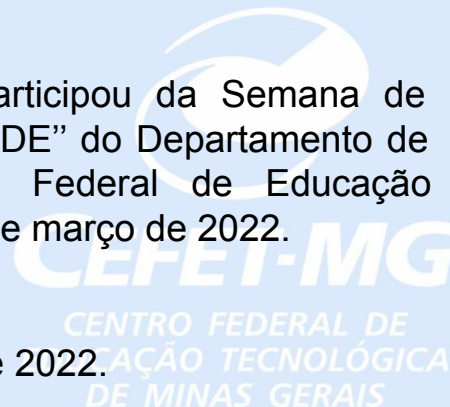 articipou da Semana de
DE” do Departamento de
Federal de Educação
e março de 2022.
CEFET-MG
CENTRO FEDERAL DE
EDUCAÇÃO TECNOLÓGICA
e 2022.
DE MINAS GERAIS